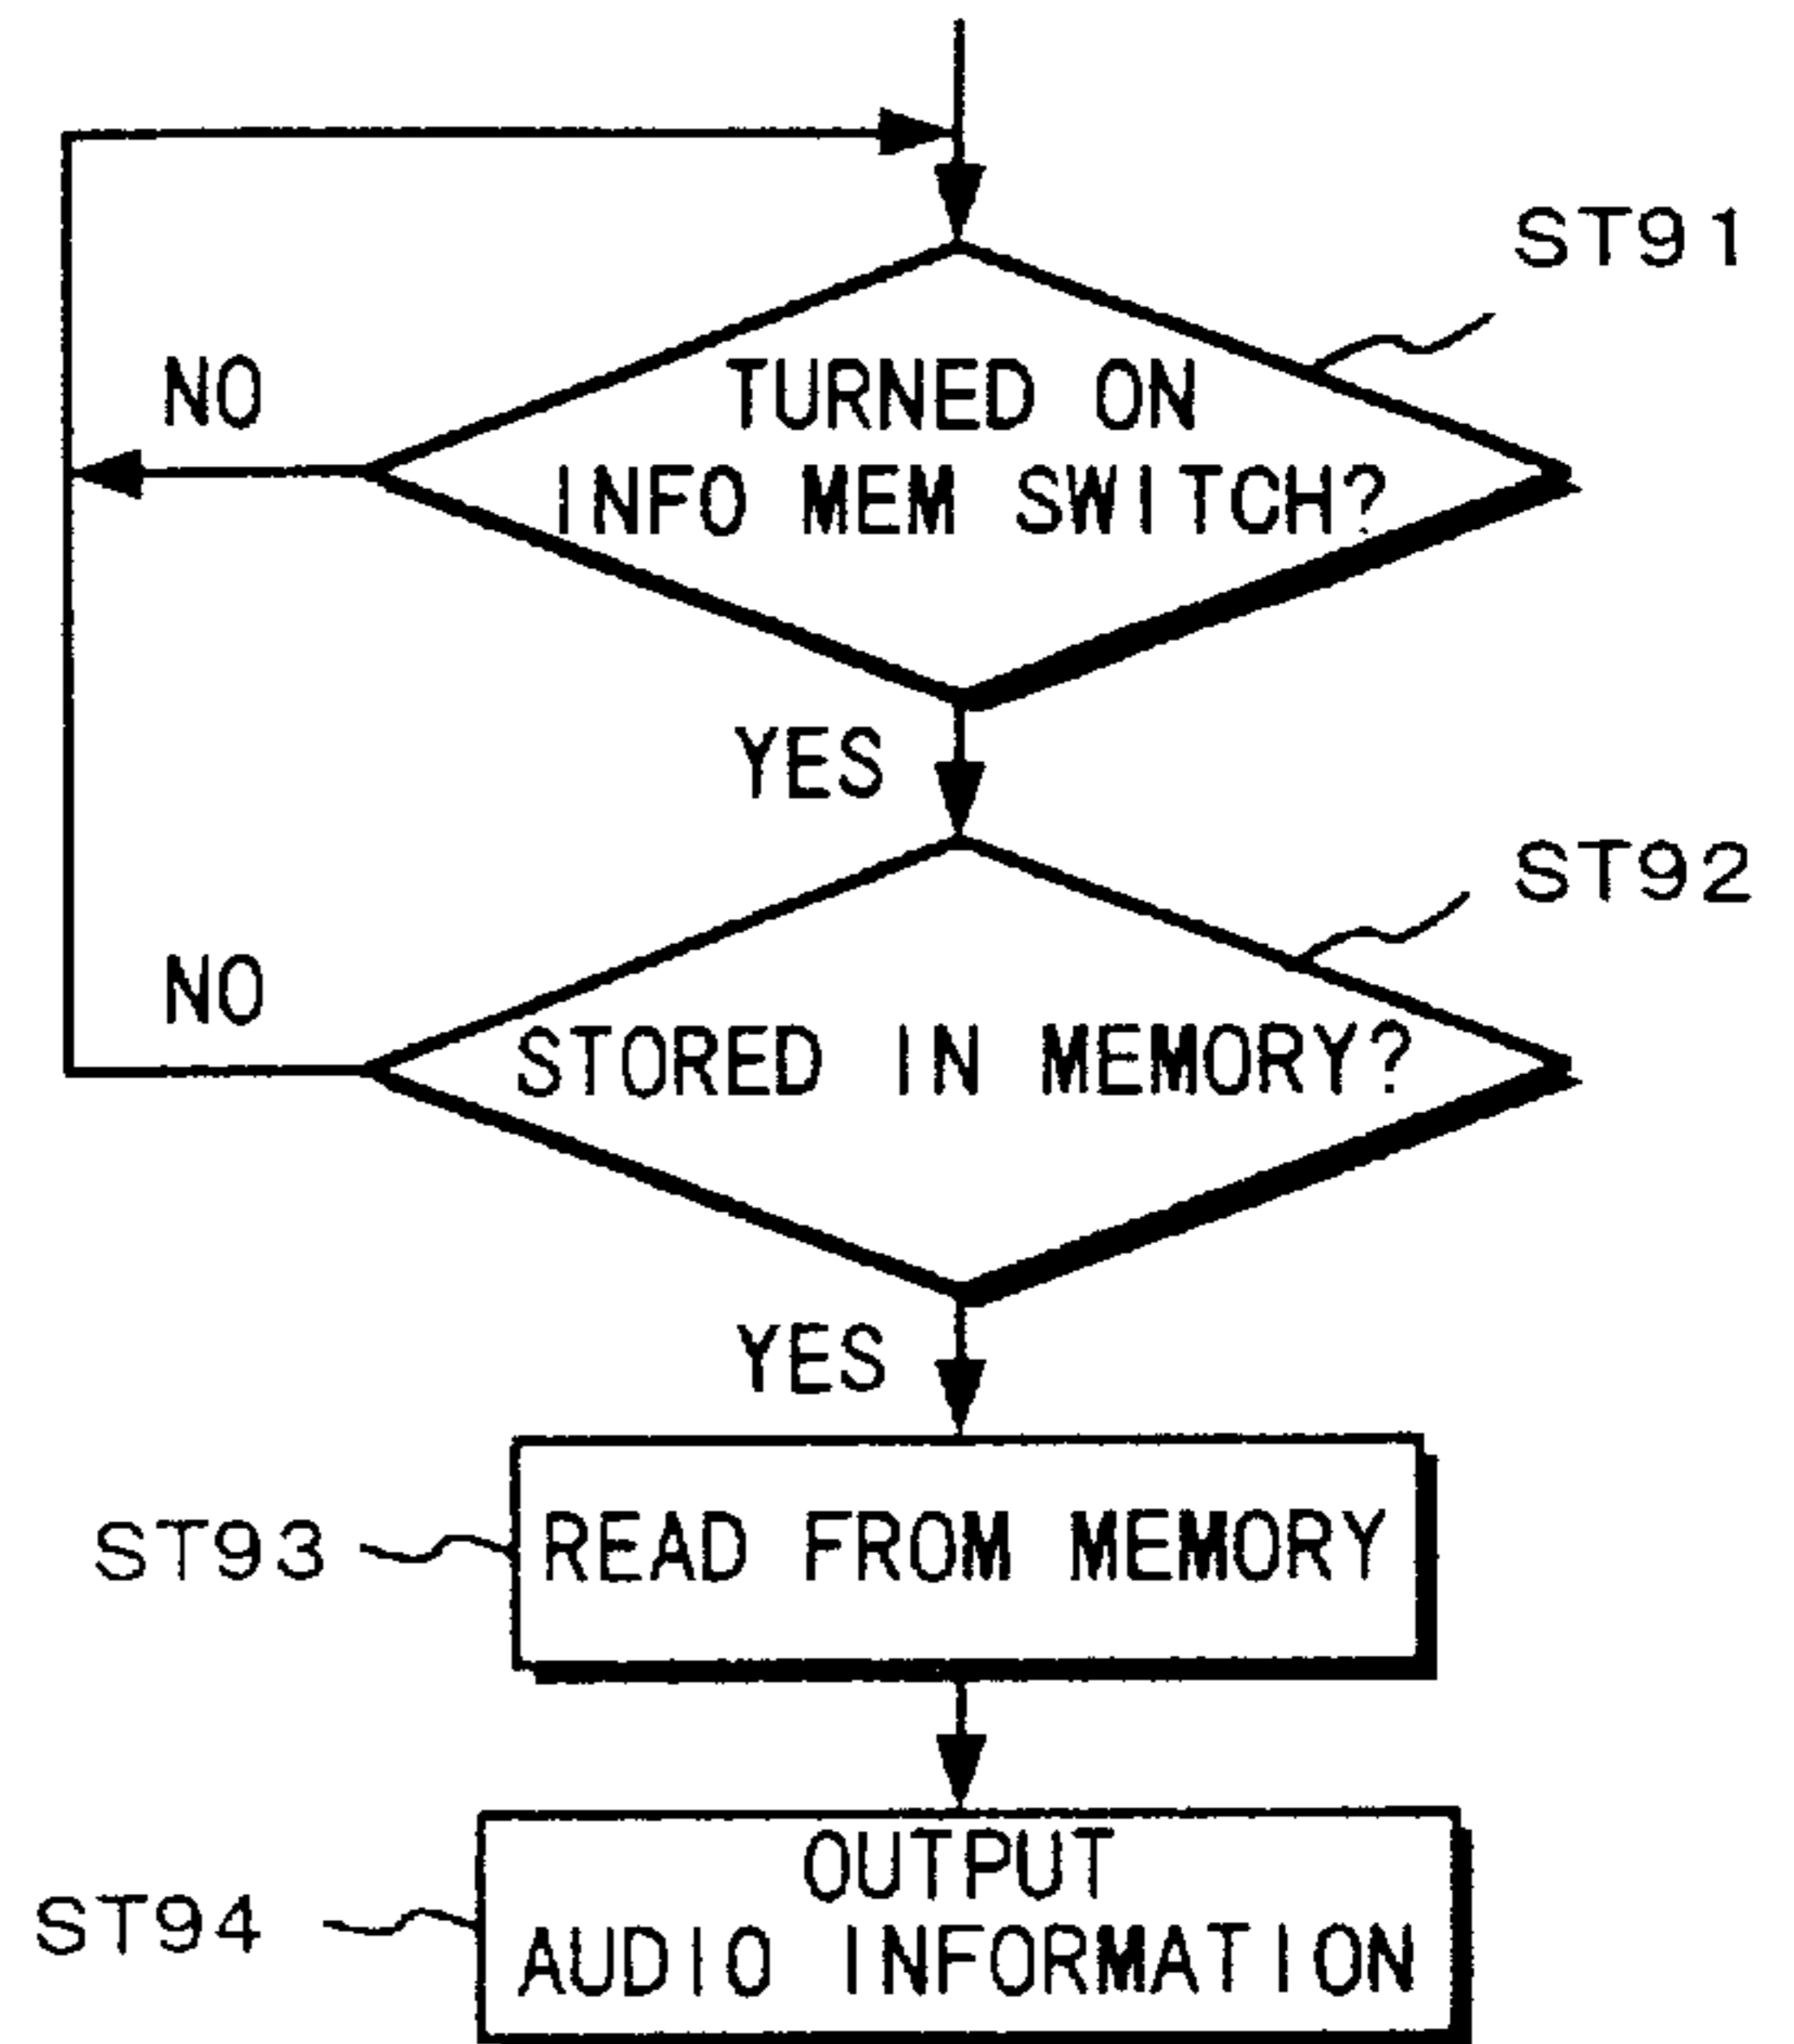 ST91
NO
TURNED ON
INFO MEM SWITCH?
YES
ST92
NO
STORED IN MEMORY?
YES
ST93
READ FROM MEMORY
OUTPUT
ST94
AUDIO INFORMATION